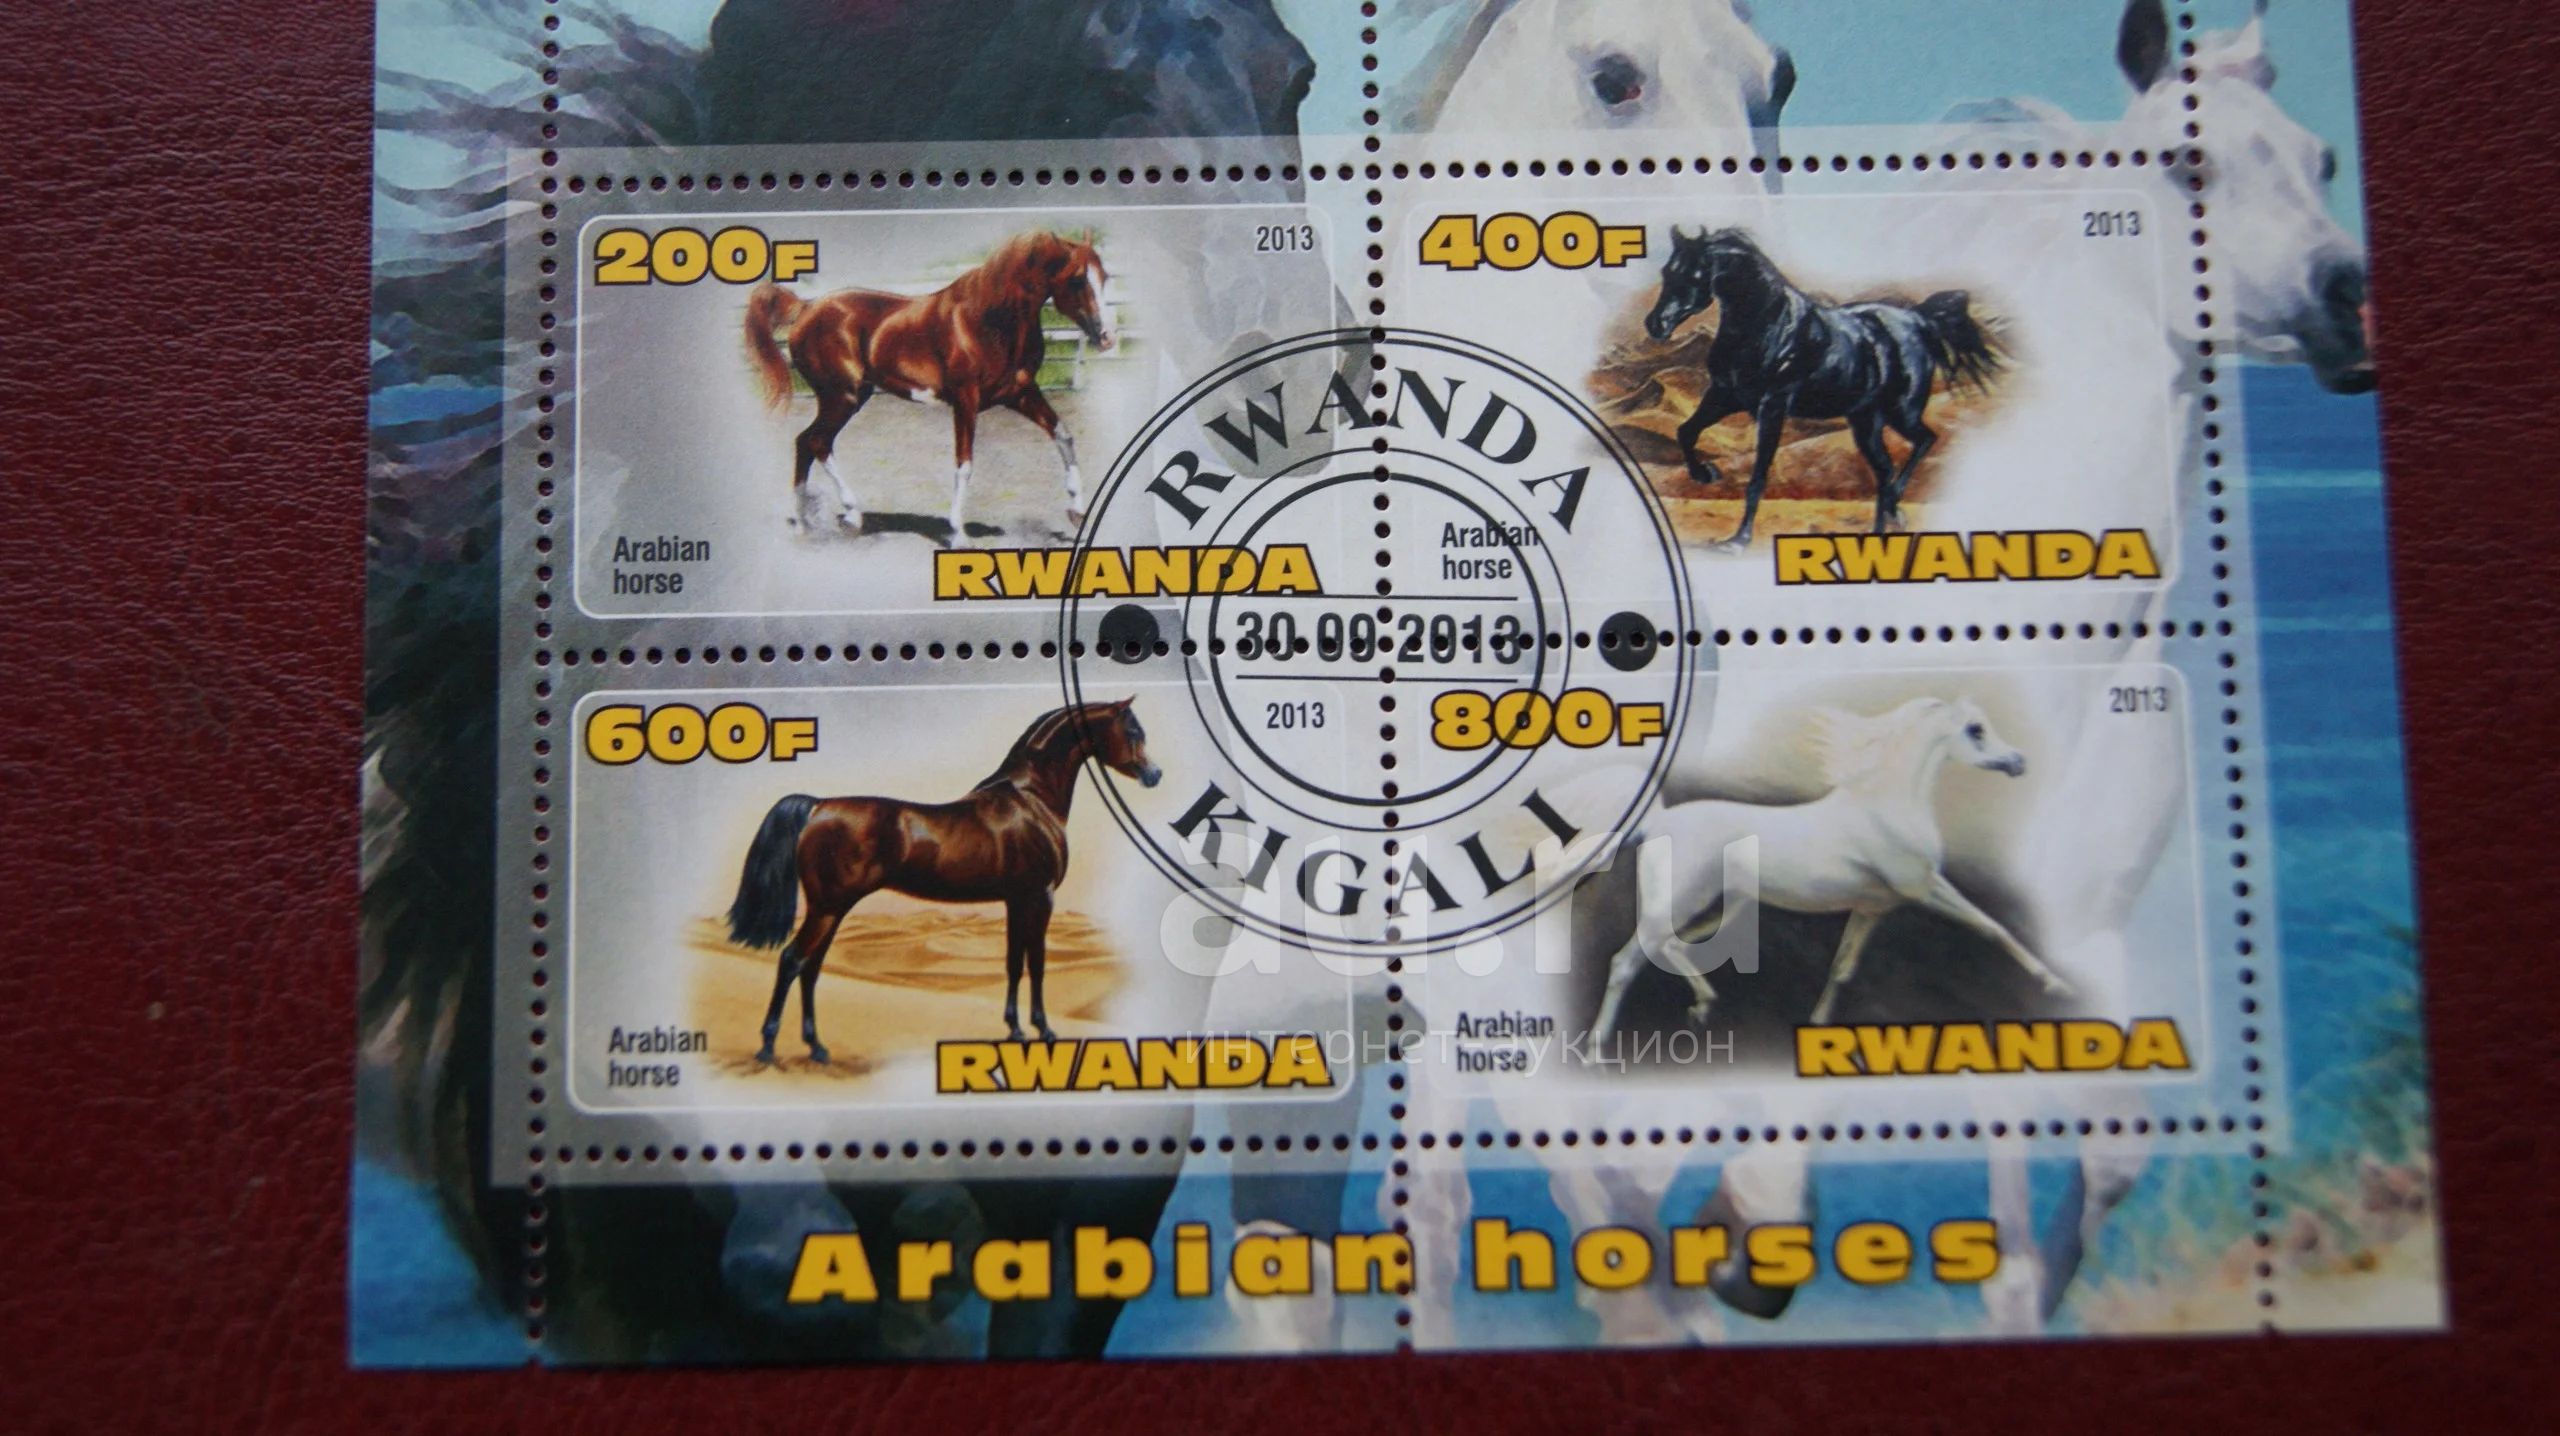 200F
2013
Arabian
horse
RWANDA
400F
2013
Arabian
horse
RWANDA
RWANDA
30 09 2013
KIGALI
600F
2013
Arabian
horse
RWANDA
800F
2013
Arabian
horse
RWANDA
au.ru
интернет-аукцион
Arabian horses